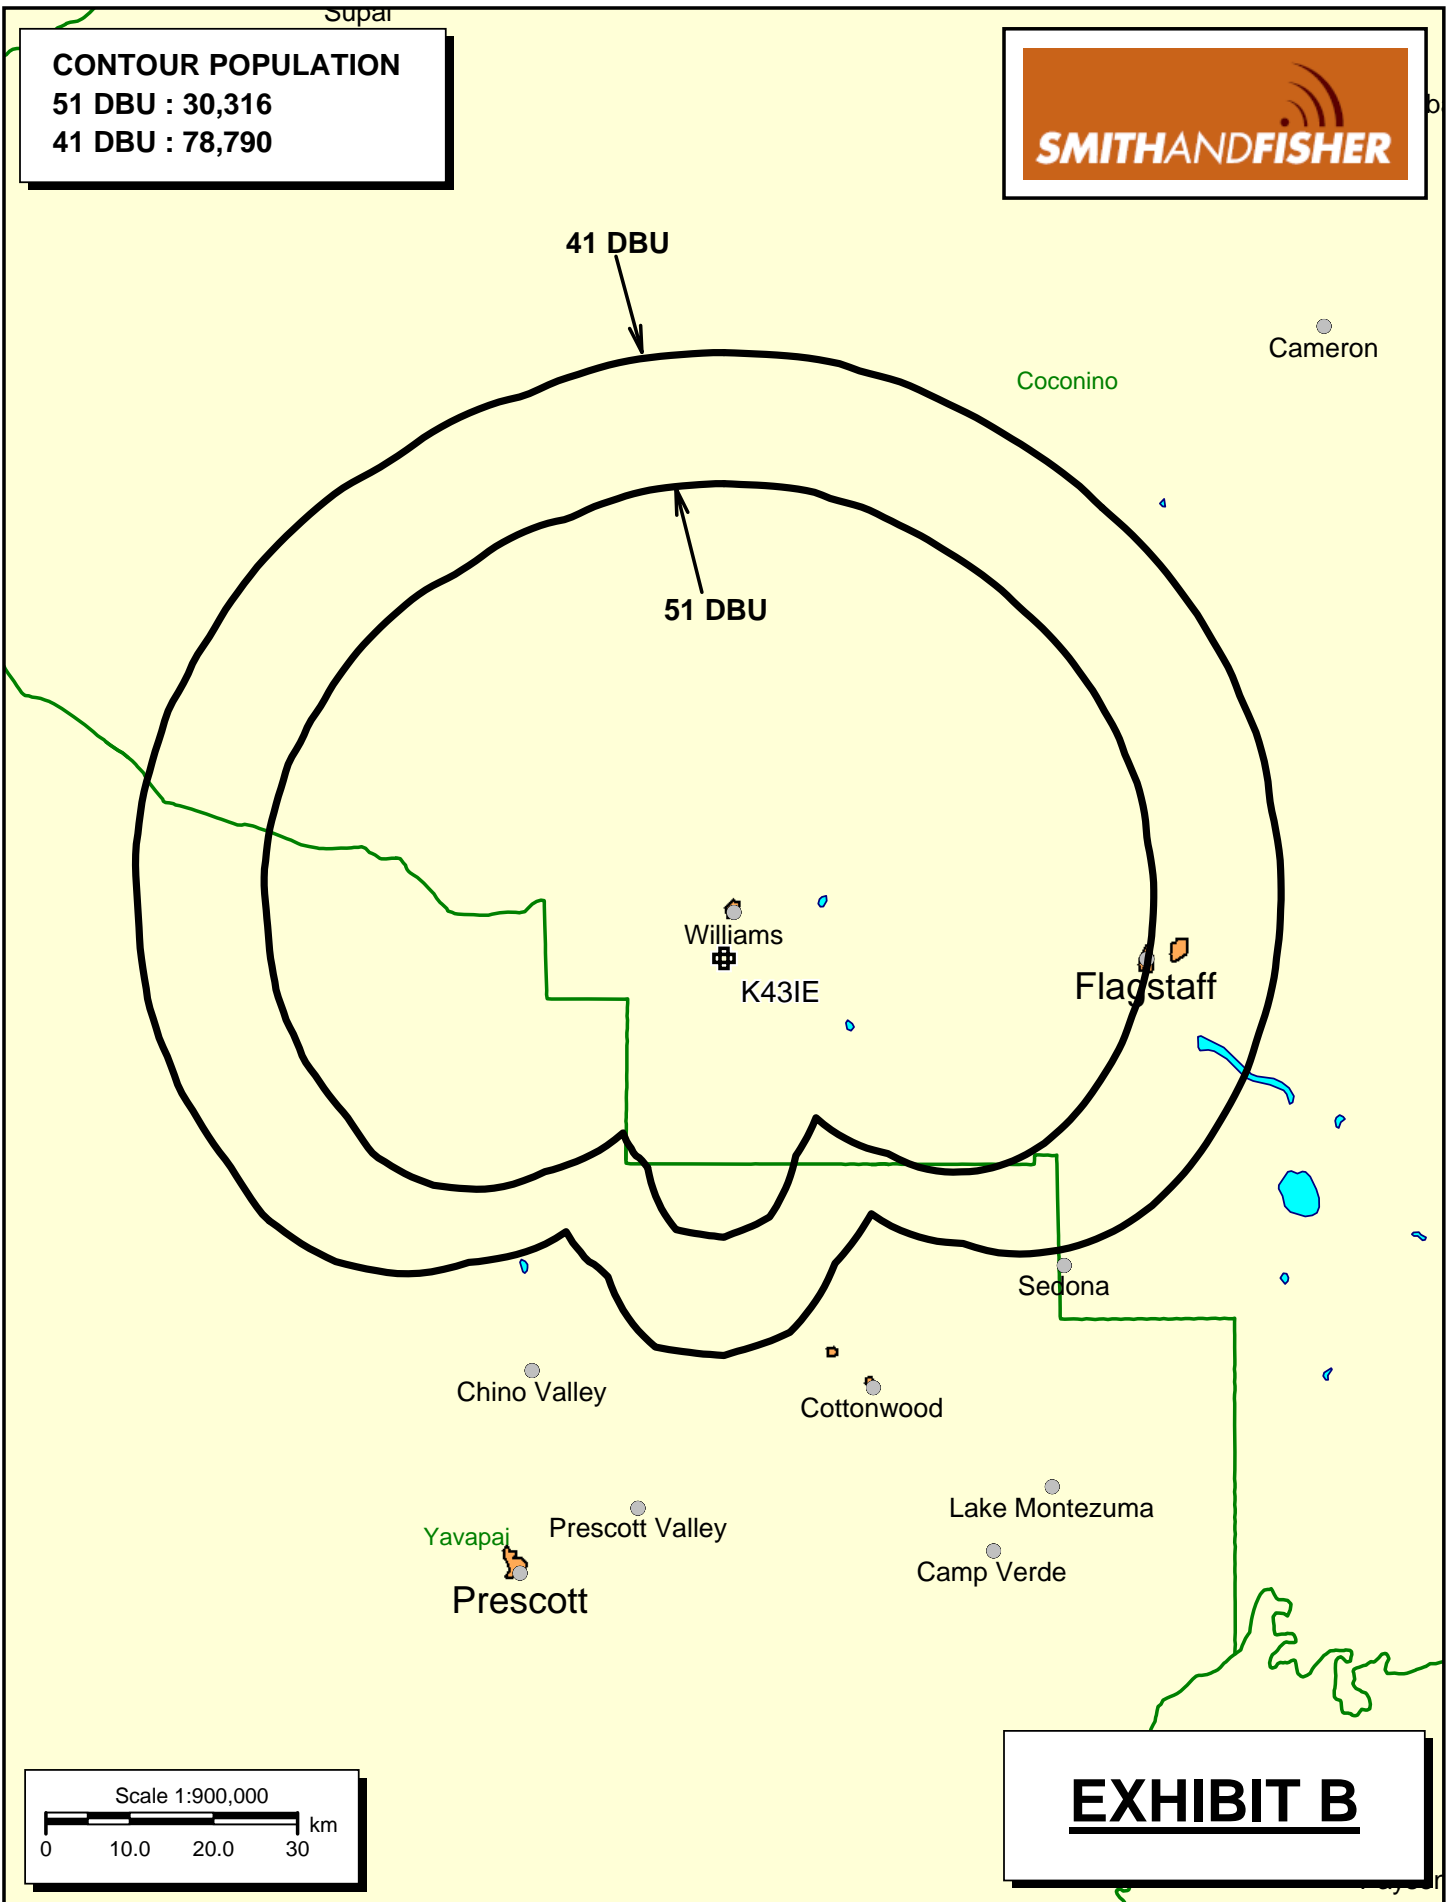 Supai
CONTOUR POPULATION
51 DBU : 30,316
41 DBU : 78,790
SMITHANDFISHER
41 DBU
Cameron
Coconino
51 DBU
Williams
K43IE
Flagstaff
Sedona
Chino Valley
Cottonwood
Lake Montezuma
Prescott Valley
Yavapai
Camp Verde
Prescott
Scale 1:900,000
km
0 10.0 20.0 30
EXHIBIT B